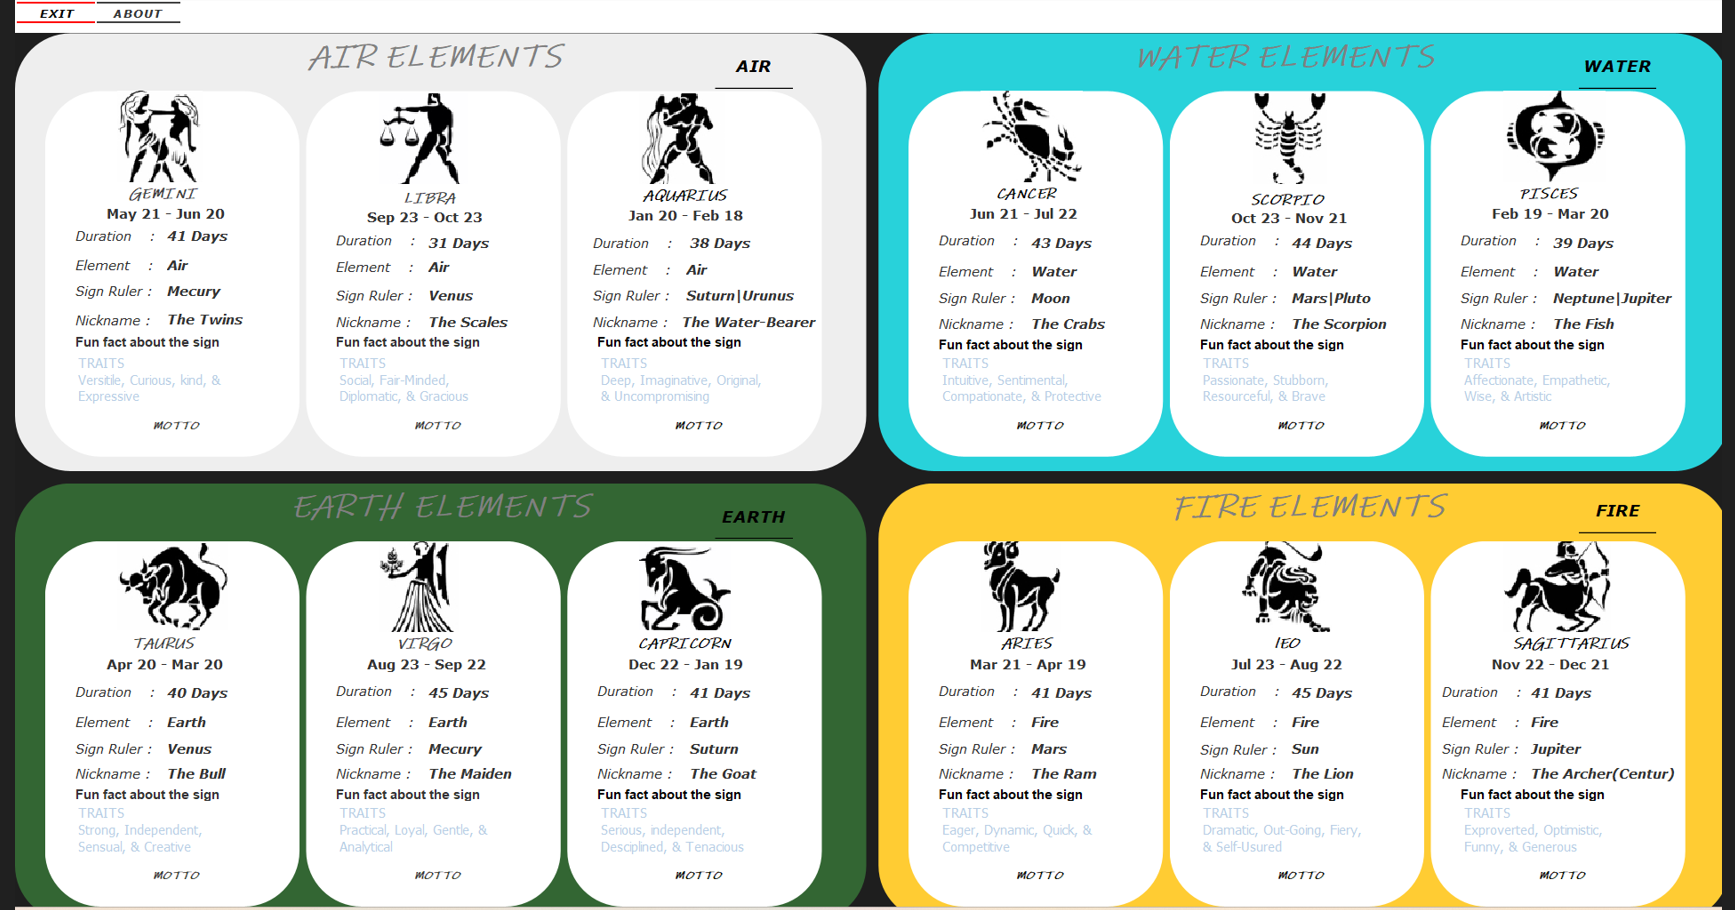 EXIT ABOUT
AIR ELEMENTS
AIR
GEMINI
May 21 - Jun 20
Duration : 41 Days
Element : Air
Sign Ruler : Mecury
Nickname : The Twins
Fun fact about the sign
TRAITS
Versitile, Curious, kind, &
Expressive
MOTTO
LIBRA
Sep 23 - Oct 23
Duration : 31 Days
Element : Air
Sign Ruler : Venus
Nickname : The Scales
Fun fact about the sign
TRAITS
Social, Fair-Minded,
Diplomatic, & Gracious
MOTTO
AQUARIUS
Jan 20 - Feb 18
Duration : 38 Days
Element : Air
Sign Ruler : Suturn|Urunus
Nickname : The Water-Bearer
Fun fact about the sign
TRAITS
Deep, Imaginative, Original,
& Uncompromising
MOTTO
WATER ELEMENTS
WATER
CANCER
Jun 21 - Jul 22
Duration : 43 Days
Element : Water
Sign Ruler : Moon
Nickname : The Crabs
Fun fact about the sign
TRAITS
Intuitive, Sentimental,
Compationate, & Protective
MOTTO
SCORPIO
Oct 23 - Nov 21
Duration : 44 Days
Element : Water
Sign Ruler : Mars|Pluto
Nickname : The Scorpion
Fun fact about the sign
TRAITS
Passionate, Stubborn,
Resourceful, & Brave
MOTTO
PISCES
Feb 19 - Mar 20
Duration : 39 Days
Element : Water
Sign Ruler : Neptune|Jupiter
Nickname : The Fish
Fun fact about the sign
TRAITS
Affectionate, Empathetic,
Wise, & Artistic
MOTTO
EARTH ELEMENTS
EARTH
TAURUS
Apr 20 - Mar 20
Duration : 40 Days
Element : Earth
Sign Ruler : Venus
Nickname : The Bull
Fun fact about the sign
TRAITS
Strong, Independent,
Sensual, & Creative
MOTTO
VIRGO
Aug 23 - Sep 22
Duration : 45 Days
Element : Earth
Sign Ruler : Mecury
Nickname : The Maiden
Fun fact about the sign
TRAITS
Practical, Loyal, Gentle, &
Analytical
MOTTO
CAPRICORN
Dec 22 - Jan 19
Duration : 41 Days
Element : Earth
Sign Ruler : Suturn
Nickname : The Goat
Fun fact about the sign
TRAITS
Serious, independent,
Desciplined, & Tenacious
MOTTO
FIRE ELEMENTS
FIRE
ARIES
Mar 21 - Apr 19
Duration : 41 Days
Element : Fire
Sign Ruler : Mars
Nickname : The Ram
Fun fact about the sign
TRAITS
Eager, Dynamic, Quick, &
Competitive
MOTTO
lEO
Jul 23 - Aug 22
Duration : 45 Days
Element : Fire
Sign Ruler : Sun
Nickname : The Lion
Fun fact about the sign
TRAITS
Dramatic, Out-Going, Fiery,
& Self-Usured
MOTTO
SAGITTARIUS
Nov 22 - Dec 21
Duration : 41 Days
Element : Fire
Sign Ruler : Jupiter
Nickname : The Archer(Centur)
Fun fact about the sign
TRAITS
Exproverted, Optimistic,
Funny, & Generous
MOTTO